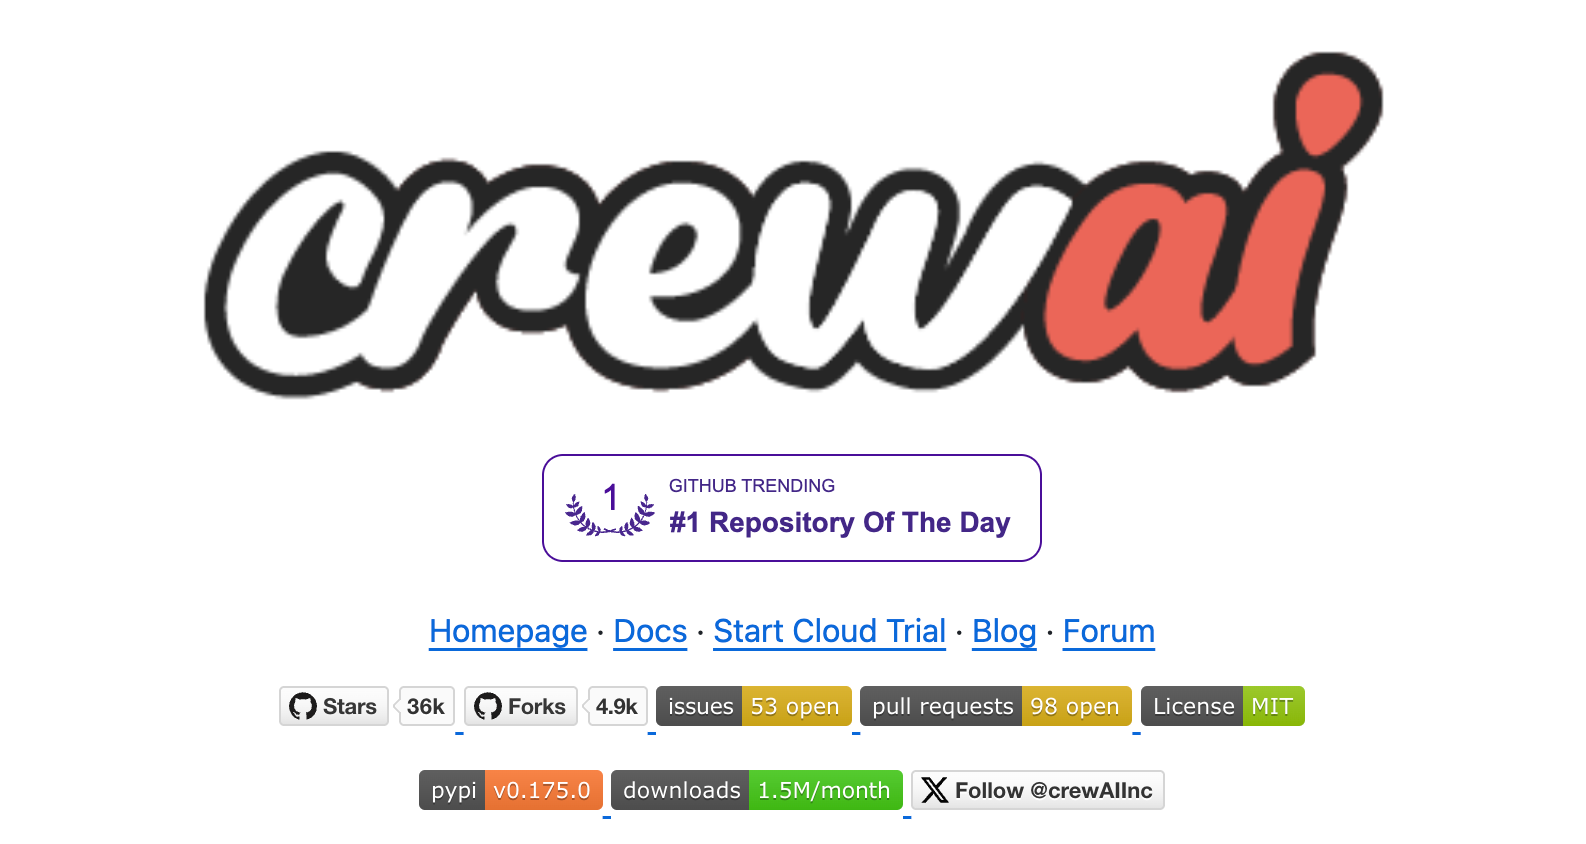 crewai
1
GITHUB TRENDING
#1 Repository Of The Day
Homepage · Docs · Start Cloud Trial · Blog · Forum
Stars 36k Forks 4.9k issues 53 open pull requests 98 open License MIT
pypi v0.175.0 downloads 1.5M/month Follow @crewAIInc